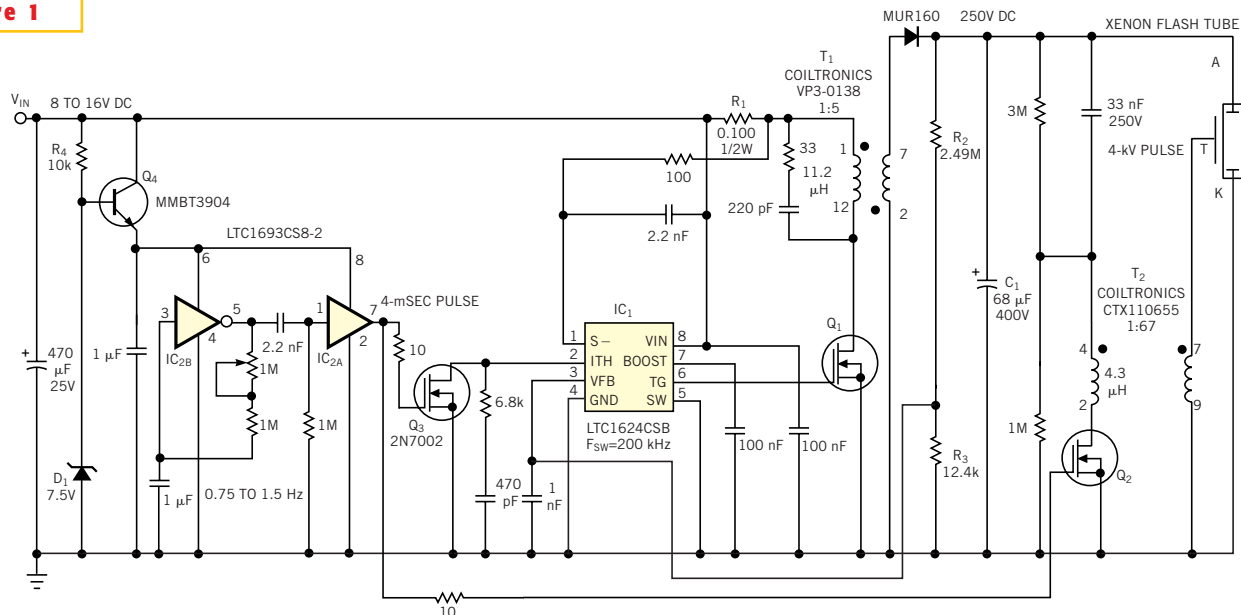 re 1
MUR160
250V DC
XENON FLASH TUBE
T1
COILTRONICS
VP3-0138
1:5
A
VIN
8 TO 16V DC
R1
0.100
1/2W
3M
33 nF
250V
R4
10k
R2
2.49M
4-kV PULSE
T
K
Q4
MMBT3904
100
33
11.2
μH
1
12
7
2
220 pF
2.2 nF
LTC1693CS8-2
6
8
T2
COILTRONICS
CTX110655
1:67
C1
68 μF
400V
+
IC1
3
5
4
IC2B
2.2 nF
1
7
2
IC2A
4-mSEC PULSE
Q1
1 S–
2 ITH
3 VFB
4 GND
VIN 8
BOOST 7
TG 6
SW 5
LTC1624CSB
FSW=200 kHz
+
470
μF
25V
1 μF
1M
1M
1M
10
6.8k
Q3
2N7002
4
4.3
μH
2
7
9
1M
Q2
100 nF
100 nF
R3
12.4k
D1
7.5V
1 μF
0.75 TO 1.5 Hz
470
pF
1
nF
10